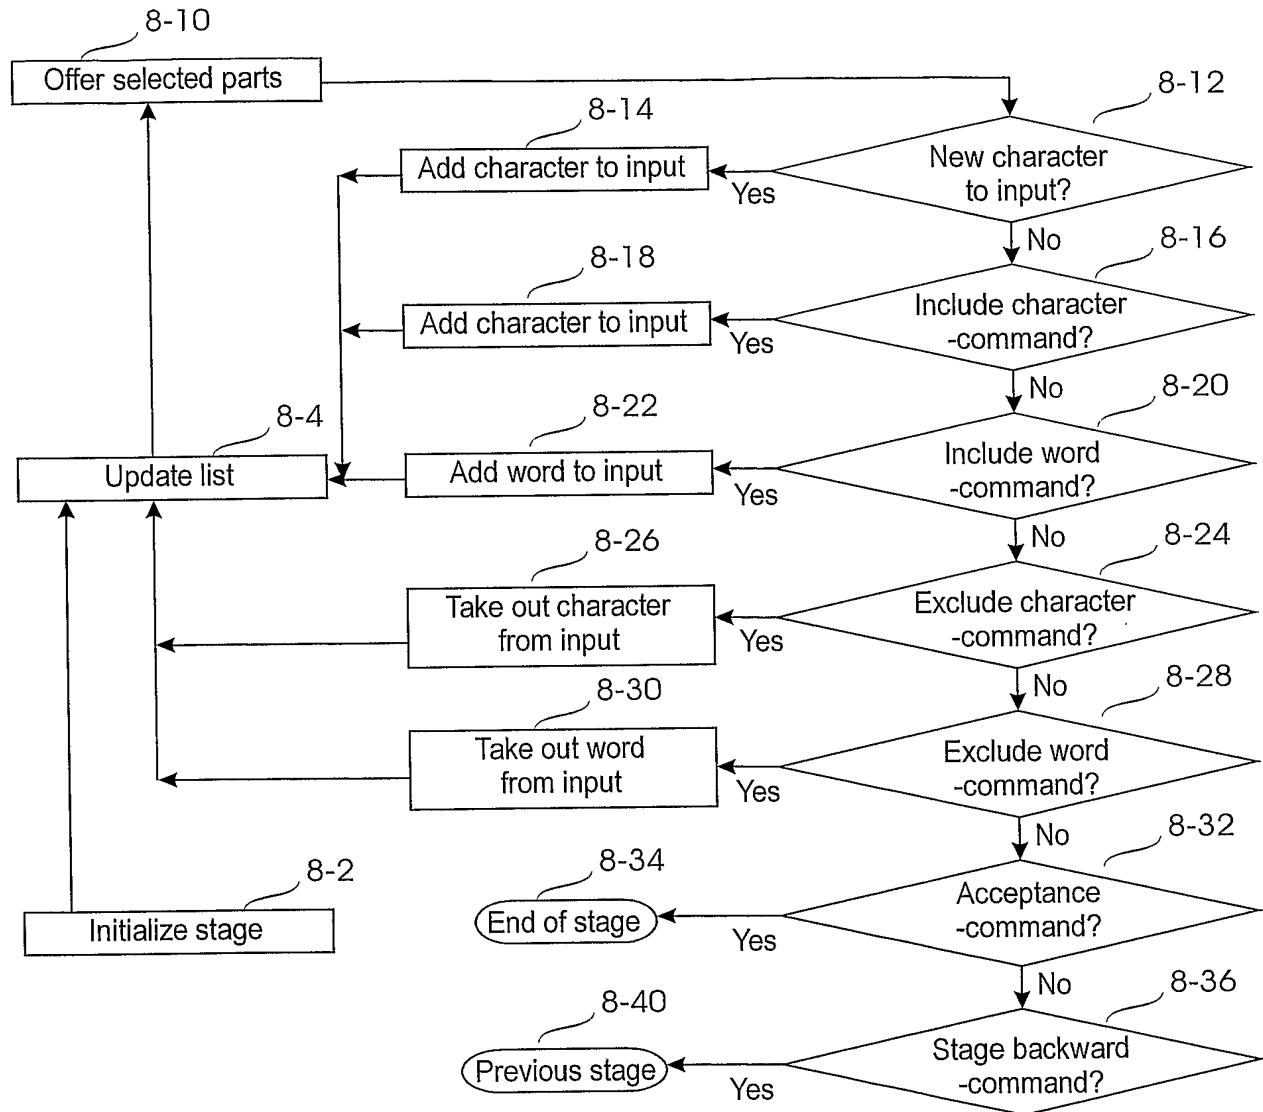 8-10
Offer selected parts
8-12
New character
to input?
8-14
Add character to input
Yes
No
8-16
Include character
-command?
8-18
Add character to input
Yes
No
8-20
Include word
-command?
8-22
Add word to input
Yes
8-4
Update list
No
8-24
Exclude character
-command?
8-26
Take out character
from input
Yes
No
8-28
Exclude word
-command?
8-30
Take out word
from input
Yes
No
8-32
Acceptance
-command?
8-34
End of stage
Yes
8-2
Initialize stage
No
8-36
Stage backward
-command?
8-40
Previous stage
Yes